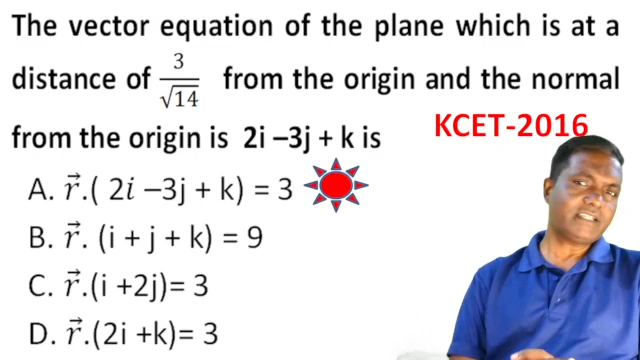 The vector equation of the plane which is at a
distance of 3/√14 from the origin and the normal
from the origin is 2i –3j + k is
KCET-2016
A. r⃗.( 2i –3j + k) = 3
B. r⃗. (i + j + k) = 9
C. r⃗.(i +2j)= 3
D. r⃗.(2i +k)= 3